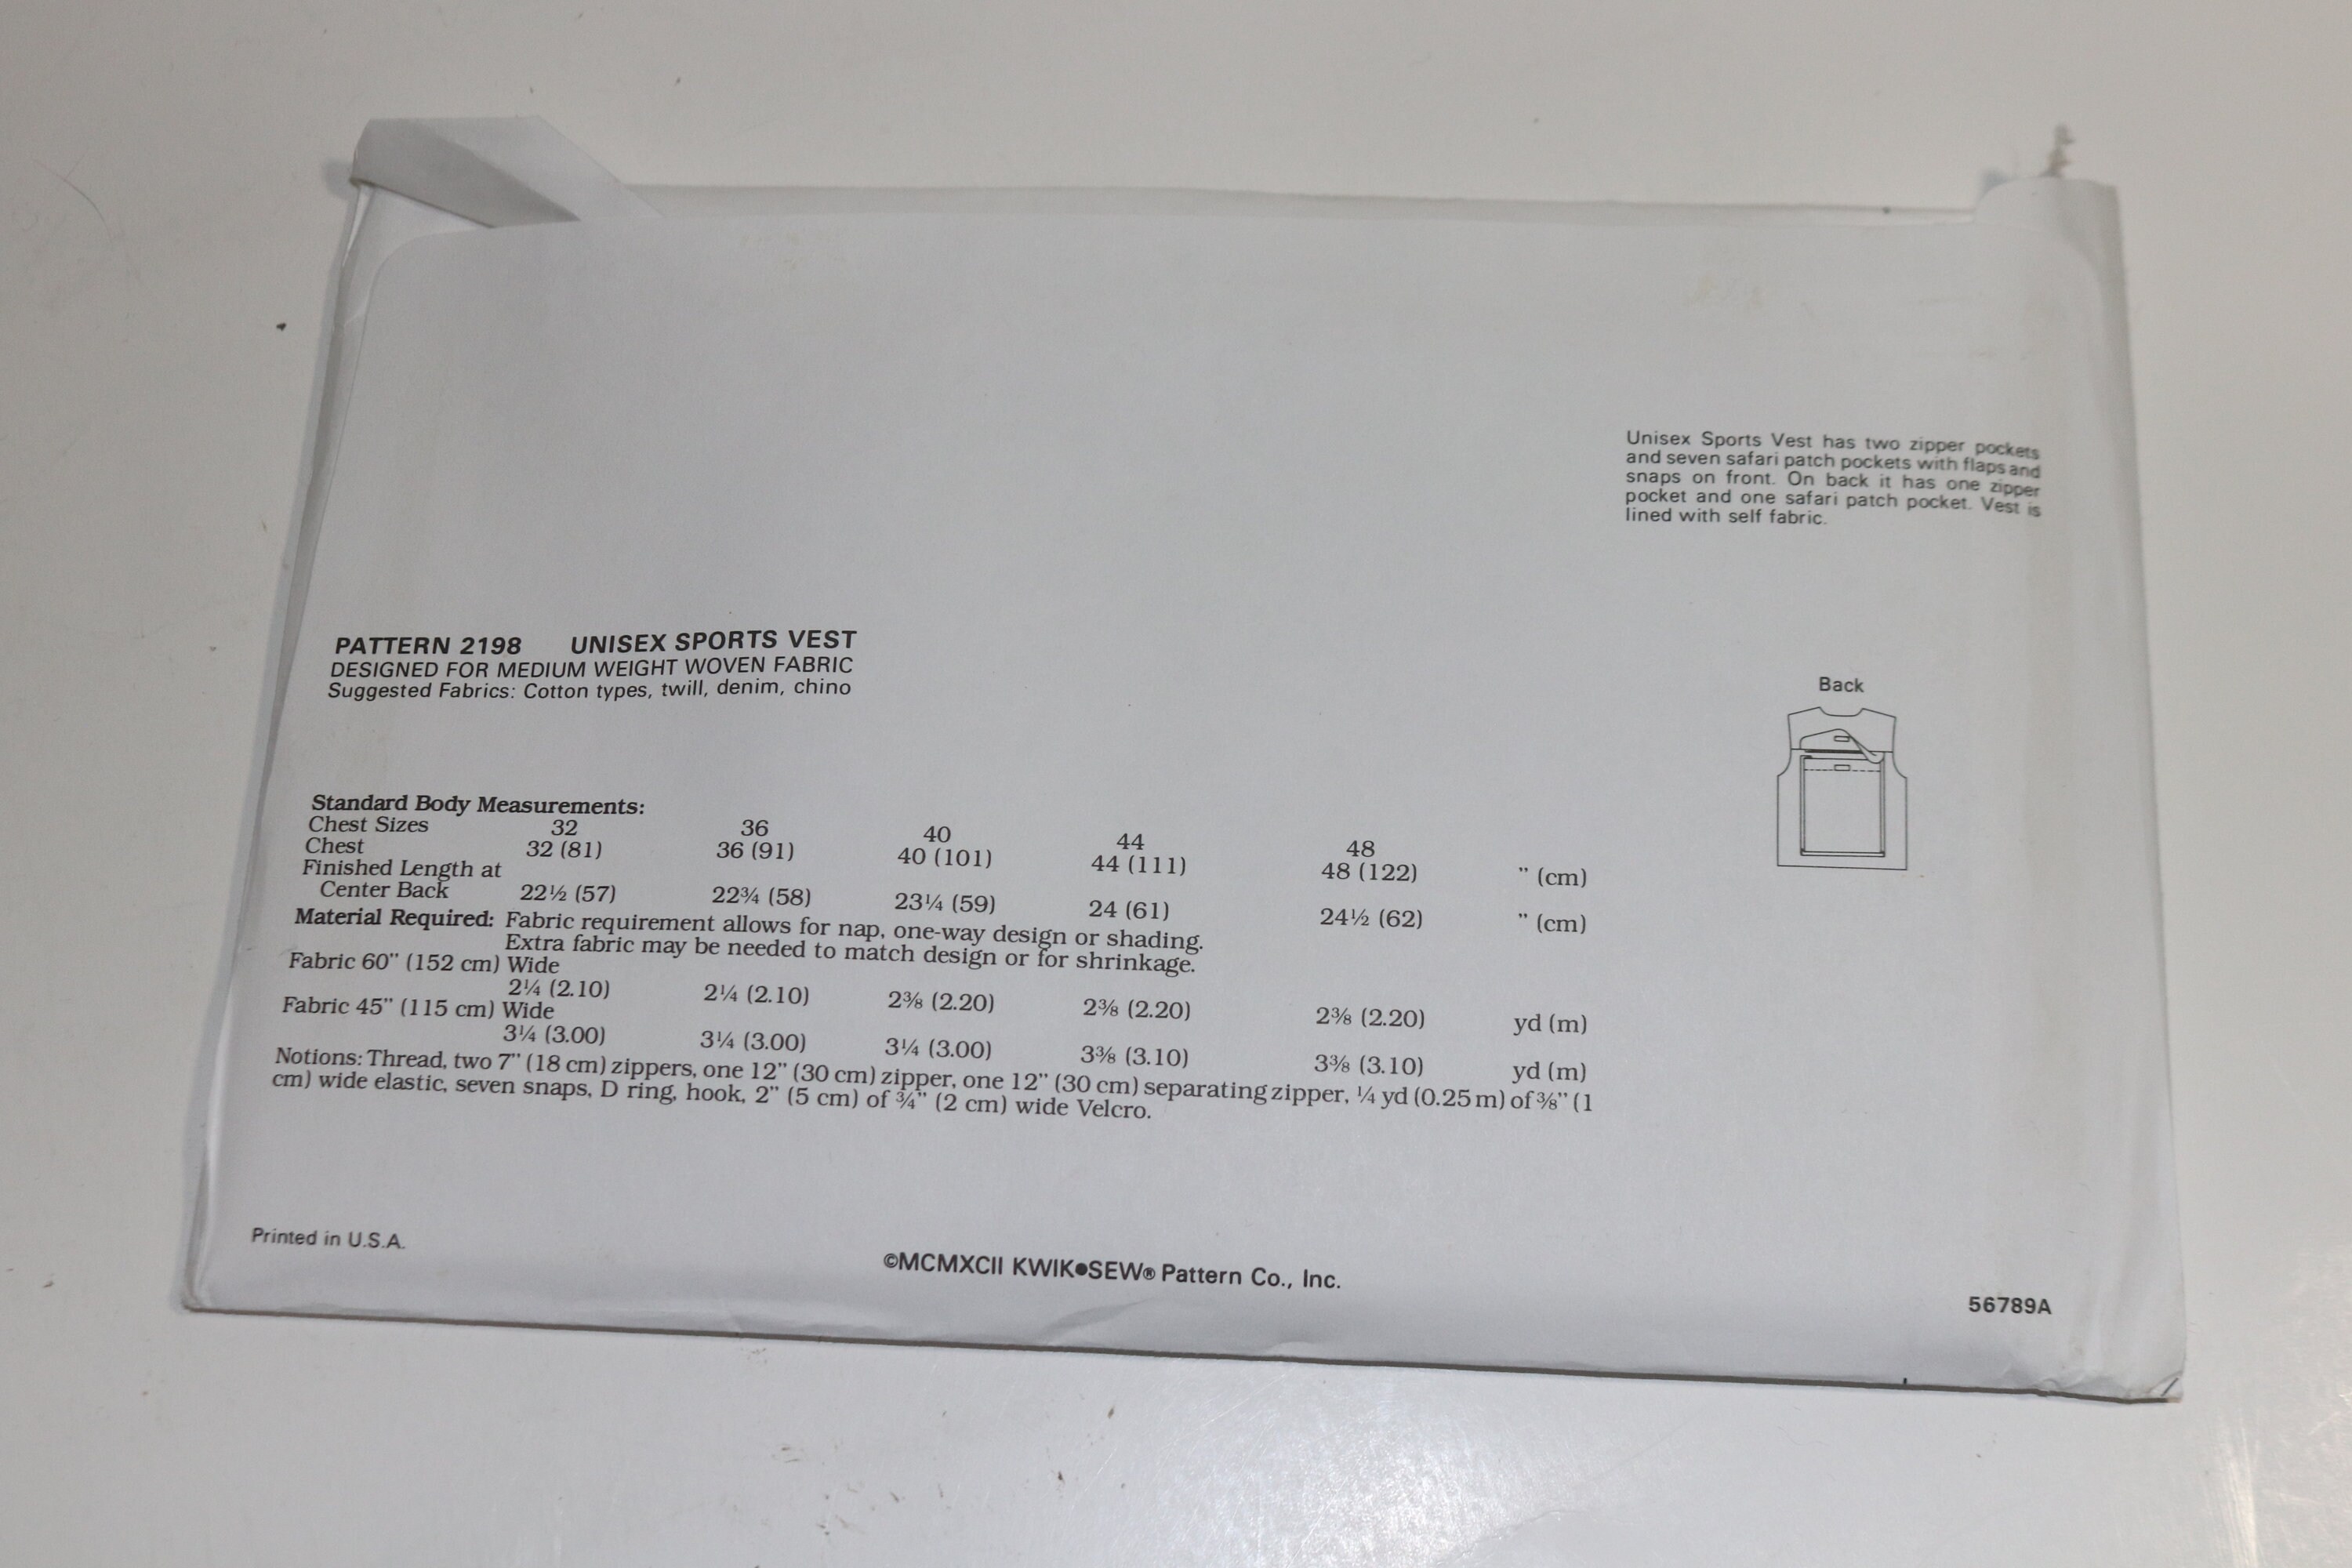 Unisex Sports Vest has two zipper pockets
and seven safari patch pockets with flaps and
snaps on front. On back it has one zipper
pocket and one safari patch pocket. Vest is
lined with self fabric.
PATTERN 2198 UNISEX SPORTS VEST
DESIGNED FOR MEDIUM WEIGHT WOVEN FABRIC
Suggested Fabrics: Cotton types, twill, denim, chino
Back
Standard Body Measurements:
Chest Sizes 32 36 40 44 48
Chest 32 (81) 36 (91) 40 (101) 44 (111) 48 (122) ” (cm)
Finished Length at
Center Back 22½ (57) 22¾ (58) 23¼ (59) 24 (61) 24½ (62) ” (cm)
Material Required: Fabric requirement allows for nap, one-way design or shading.
Extra fabric may be needed to match design or for shrinkage.
Fabric 60” (152 cm) Wide
2¼ (2.10) 2¼ (2.10) 2⅜ (2.20) 2⅜ (2.20) 2⅜ (2.20) yd (m)
Fabric 45” (115 cm) Wide
3¼ (3.00) 3¼ (3.00) 3¼ (3.00) 3⅜ (3.10) 3⅜ (3.10) yd (m)
Notions: Thread, two 7” (18 cm) zippers, one 12” (30 cm) zipper, one 12” (30 cm) separating zipper, ¼ yd (0.25 m) of ⅜” (1
cm) wide elastic, seven snaps, D ring, hook, 2” (5 cm) of ¾” (2 cm) wide Velcro.
Printed in U.S.A.
©MCMXCII KWIK•SEW® Pattern Co., Inc.
56789A